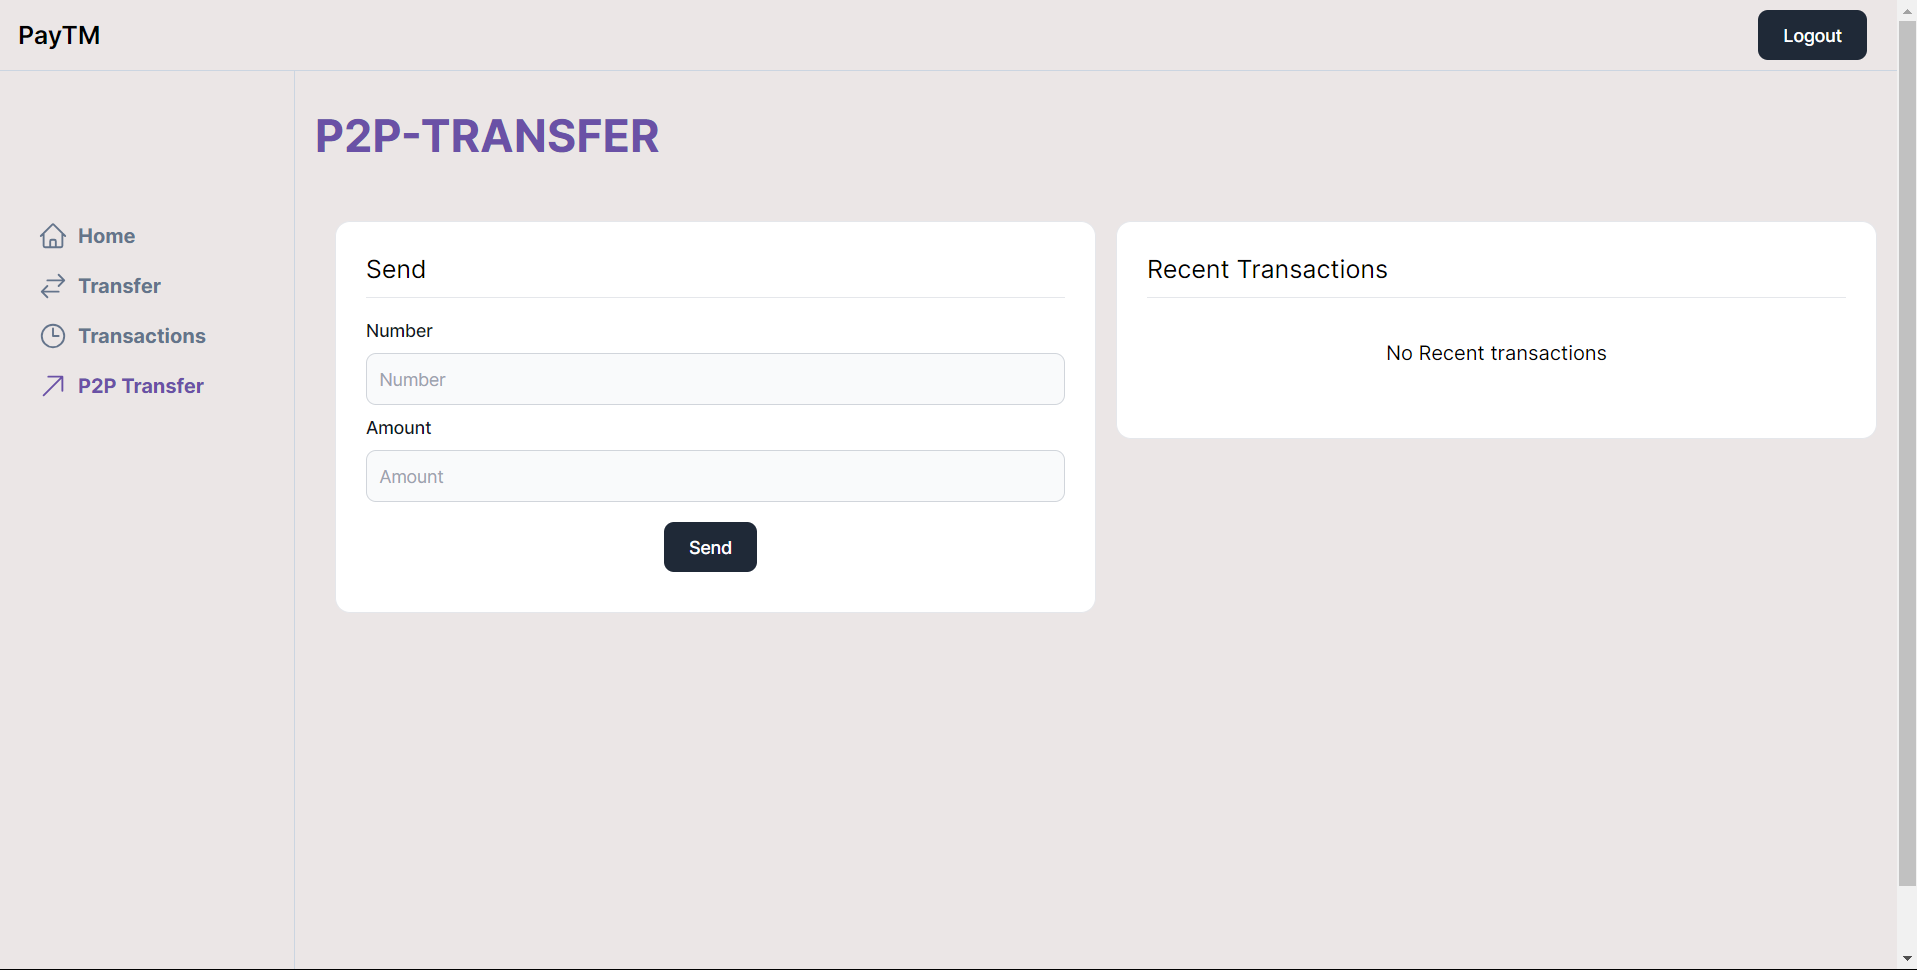 PayTM
Logout
P2P-TRANSFER
Home
Transfer
Transactions
P2P Transfer
Send
Number
Number
Amount
Amount
Send
Recent Transactions
No Recent transactions